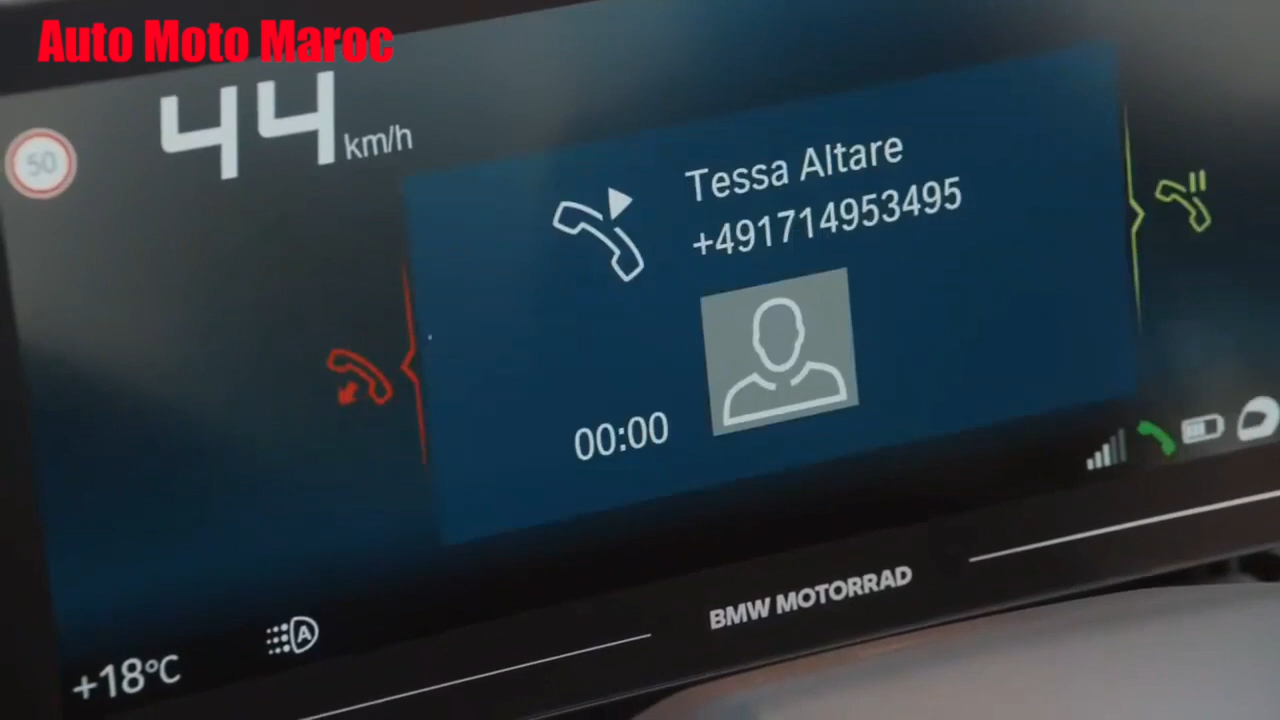 Auto Moto Maroc
50
44 km/h
Tessa Altare
+491714953495
00:00
+18°C
A
BMW MOTORRAD